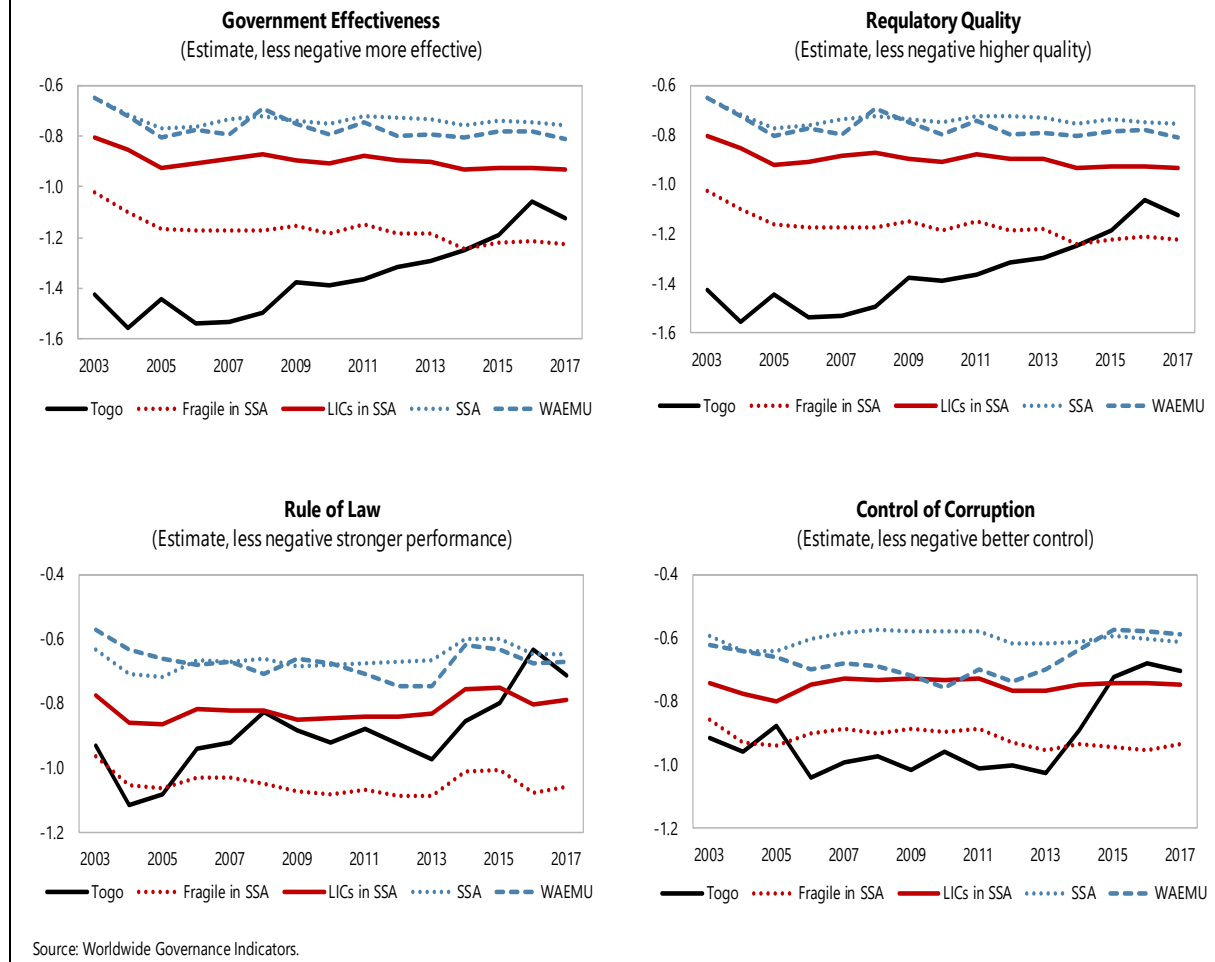 Government Effectiveness
(Estimate, less negative more effective)
-0.6
-0.8
-1.0
-1.2
-1.4
-1.6
2003 2005 2007 2009 2011 2013 2015 2017
Togo Fragile in SSA LICs in SSA SSA WAEMU
Requlatory Quality
(Estimate, less negative higher quality)
-0.6
-0.8
-1.0
-1.2
-1.4
-1.6
2003 2005 2007 2009 2011 2013 2015 2017
Togo Fragile in SSA LICs in SSA SSA WAEMU
Rule of Law
(Estimate, less negative stronger performance)
-0.4
-0.6
-0.8
-1.0
-1.2
2003 2005 2007 2009 2011 2013 2015 2017
Togo Fragile in SSA LICs in SSA SSA WAEMU
Control of Corruption
(Estimate, less negative better control)
-0.4
-0.6
-0.8
-1.0
-1.2
2003 2005 2007 2009 2011 2013 2015 2017
Togo Fragile in SSA LICs in SSA SSA WAEMU
Source: Worldwide Governance Indicators.